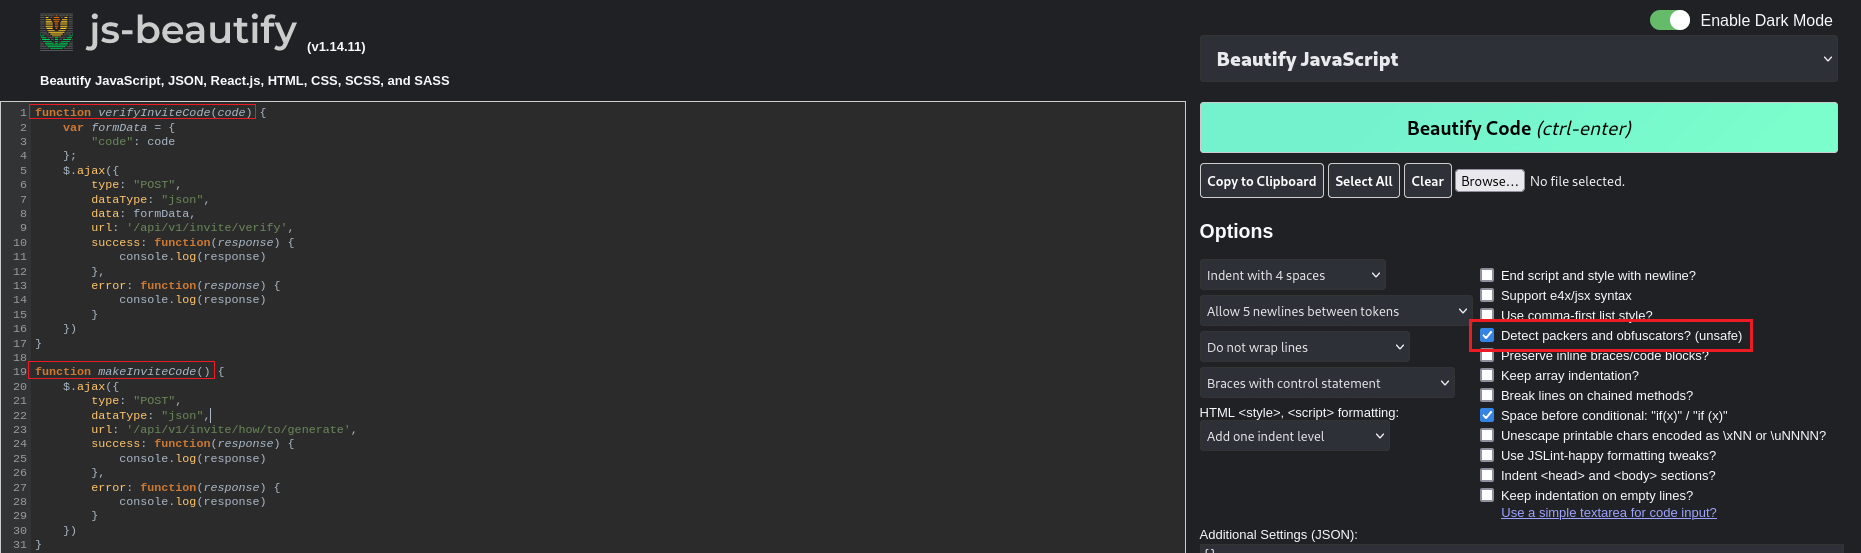 js-beautify (v1.14.11)
Beautify JavaScript, JSON, React.js, HTML, CSS, SCSS, and SASS
1 function verifyInviteCode(code) {
2     var formData = {
3         "code": code
4     };
5     $.ajax({
6         type: "POST",
7         dataType: "json",
8         data: formData,
9         url: '/api/v1/invite/verify',
10         success: function(response) {
11             console.log(response)
12         },
13         error: function(response) {
14             console.log(response)
15         }
16     })
17 }
18
19 function makeInviteCode() {
20     $.ajax({
21         type: "POST",
22         dataType: "json",
23         url: '/api/v1/invite/how/to/generate',
24         success: function(response) {
25             console.log(response)
26         },
27         error: function(response) {
28             console.log(response)
29         }
30     })
31 }
Enable Dark Mode
Beautify JavaScript
Beautify Code (ctrl-enter)
Copy to Clipboard Select All Clear Browse... No file selected.
Options
Indent with 4 spaces
Allow 5 newlines between tokens
Do not wrap lines
Braces with control statement
HTML <style>, <script> formatting:
Add one indent level
End script and style with newline?
Support e4x/jsx syntax
Use comma-first list style?
Detect packers and obfuscators? (unsafe)
Preserve inline braces/code blocks?
Keep array indentation?
Break lines on chained methods?
Space before conditional: "if(x)" / "if (x)"
Unescape printable chars encoded as \xNN or \uNNNN?
Use JSLint-happy formatting tweaks?
Indent <head> and <body> sections?
Keep indentation on empty lines?
Use a simple textarea for code input?
Additional Settings (JSON):
{}